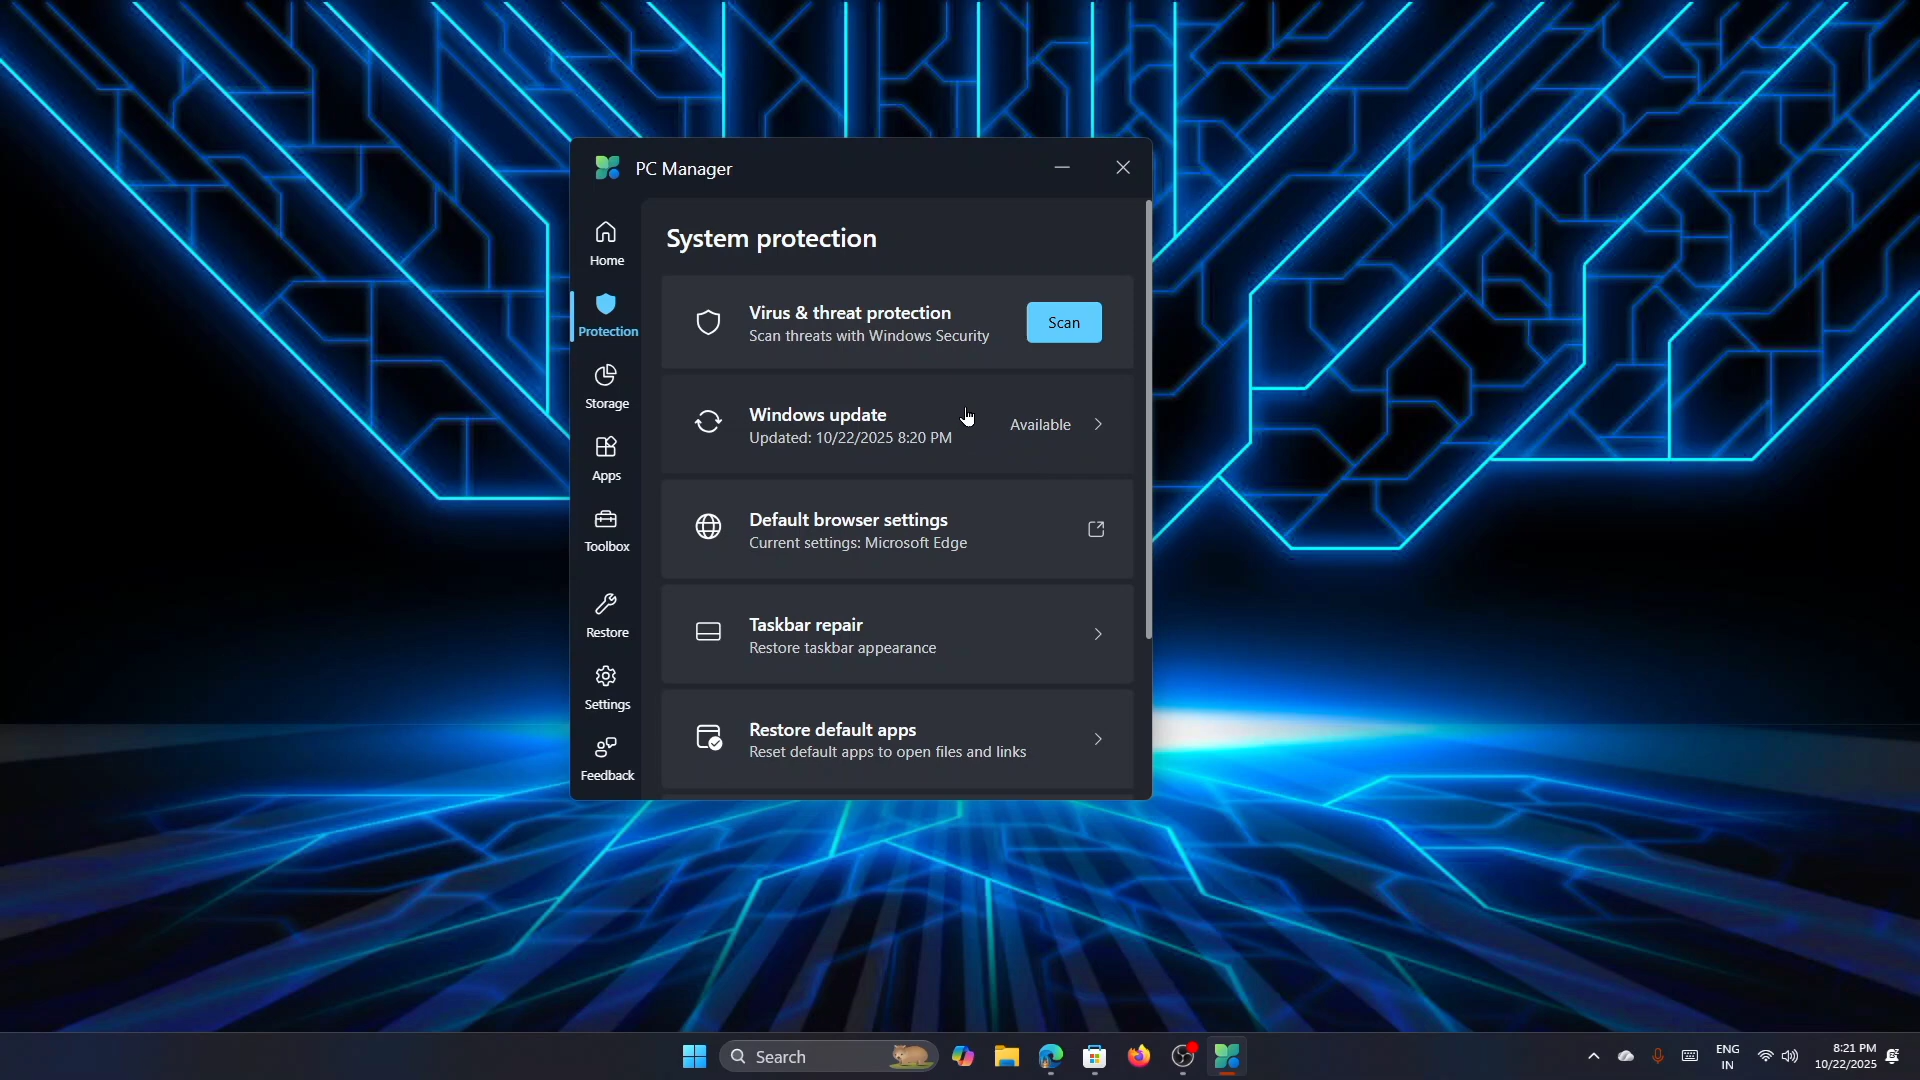 PC Manager
Home
Protection
Storage
Apps
Toolbox
Restore
Settings
Feedback
System protection
Virus & threat protection
Scan threats with Windows Security
Scan
Windows update
Updated: 10/22/2025 8:20 PM
Available
Default browser settings
Current settings: Microsoft Edge
Taskbar repair
Restore taskbar appearance
Restore default apps
Reset default apps to open files and links
Search
ENG
IN
8:21 PM
10/22/2025